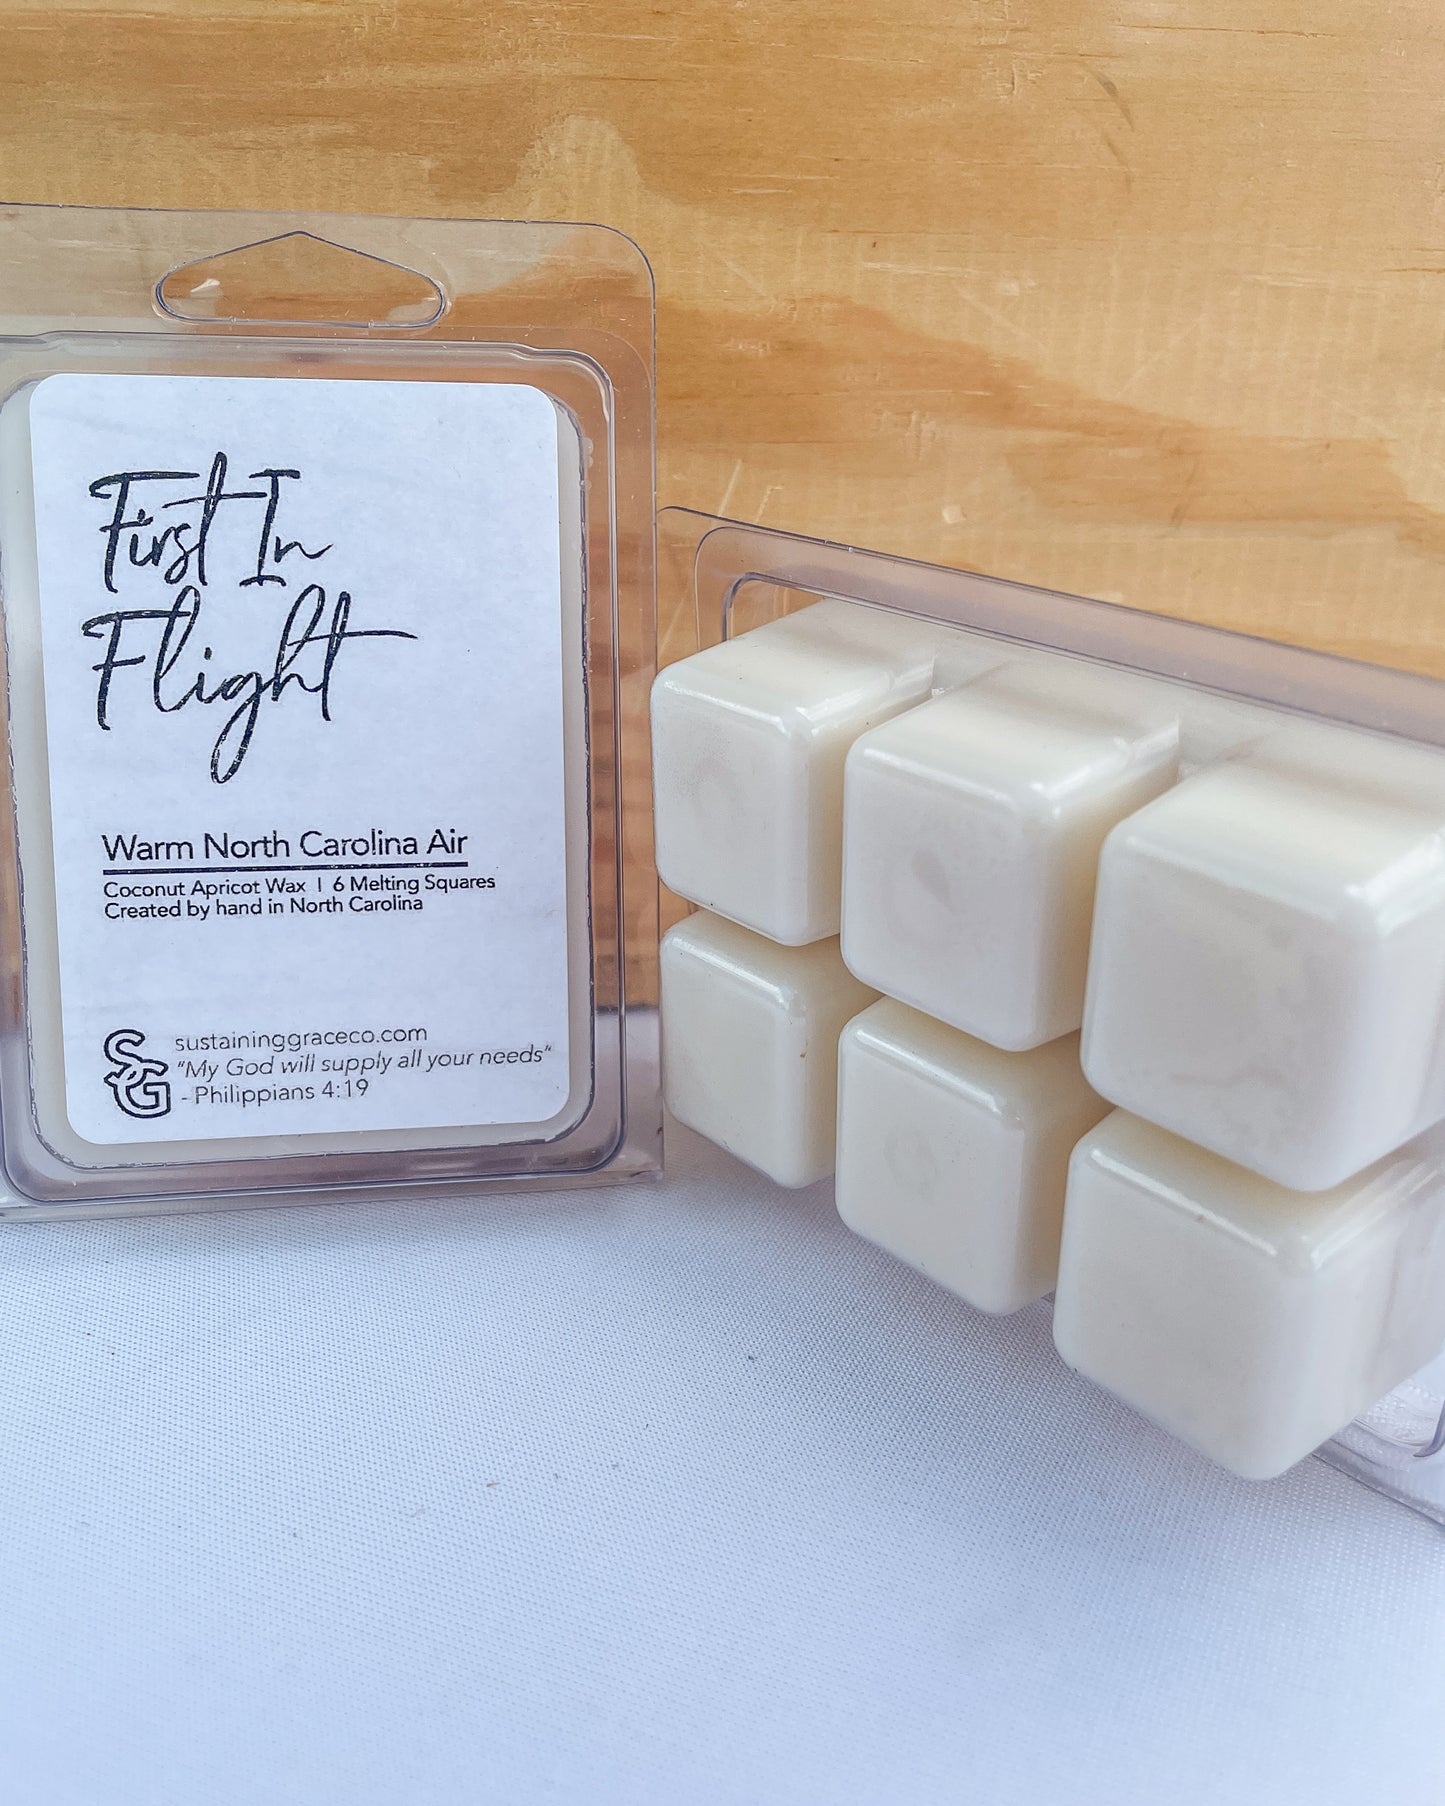 First In
Flight
Warm North Carolina Air
Coconut Apricot Wax | 6 Melting Squares
Created by hand in North Carolina
S&G
sustaininggraceco.com
"My God will supply all your needs"
- Philippians 4:19